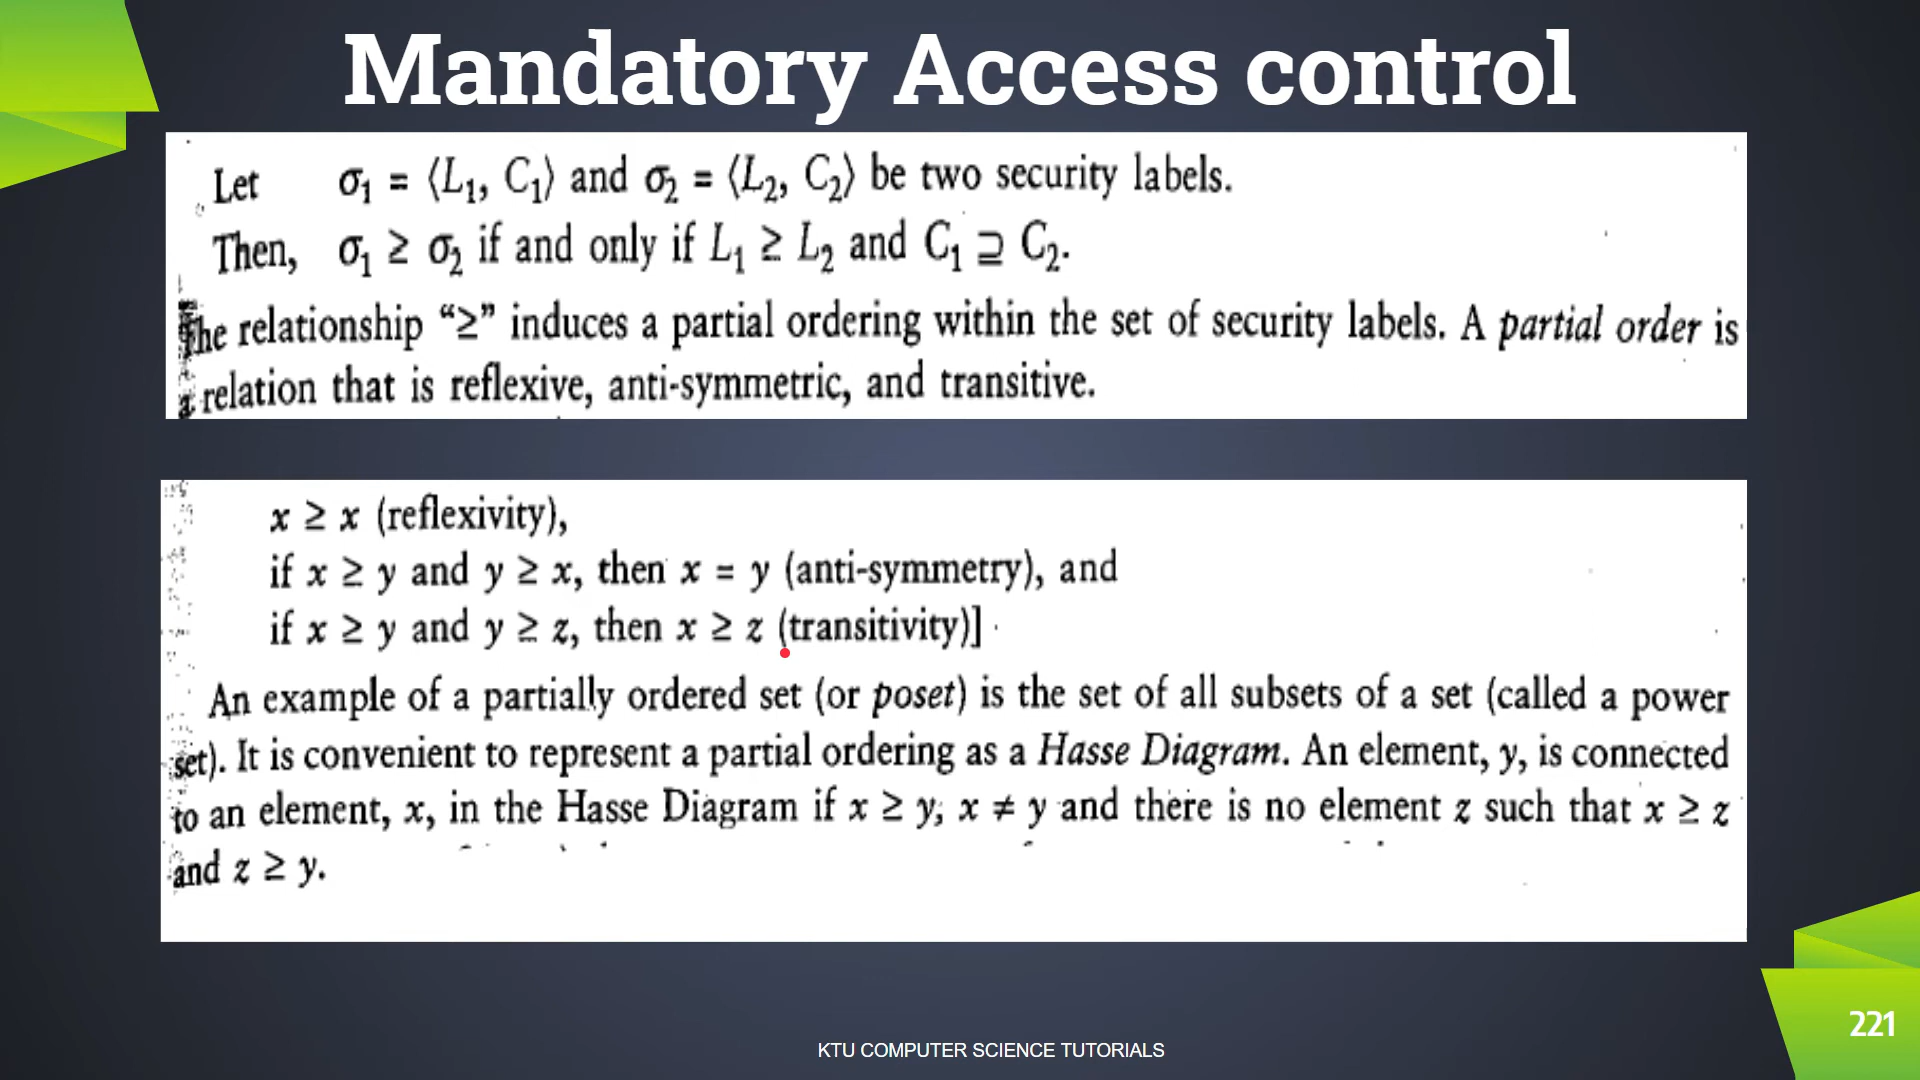 Mandatory Access control
Let σ₁ = ⟨L₁, C₁⟩ and σ₂ = ⟨L₂, C₂⟩ be two security labels.
Then, σ₁ ≥ σ₂ if and only if L₁ ≥ L₂ and C₁ ⊇ C₂.
The relationship “≥” induces a partial ordering within the set of security labels. A partial order is
a relation that is reflexive, anti-symmetric, and transitive.
x ≥ x (reflexivity),
if x ≥ y and y ≥ x, then x = y (anti-symmetry), and
if x ≥ y and y ≥ z, then x ≥ z (transitivity)]
An example of a partially ordered set (or poset) is the set of all subsets of a set (called a power
set). It is convenient to represent a partial ordering as a Hasse Diagram. An element, y, is connected
to an element, x, in the Hasse Diagram if x ≥ y, x ≠ y and there is no element z such that x ≥ z
and z ≥ y.
221
KTU COMPUTER SCIENCE TUTORIALS